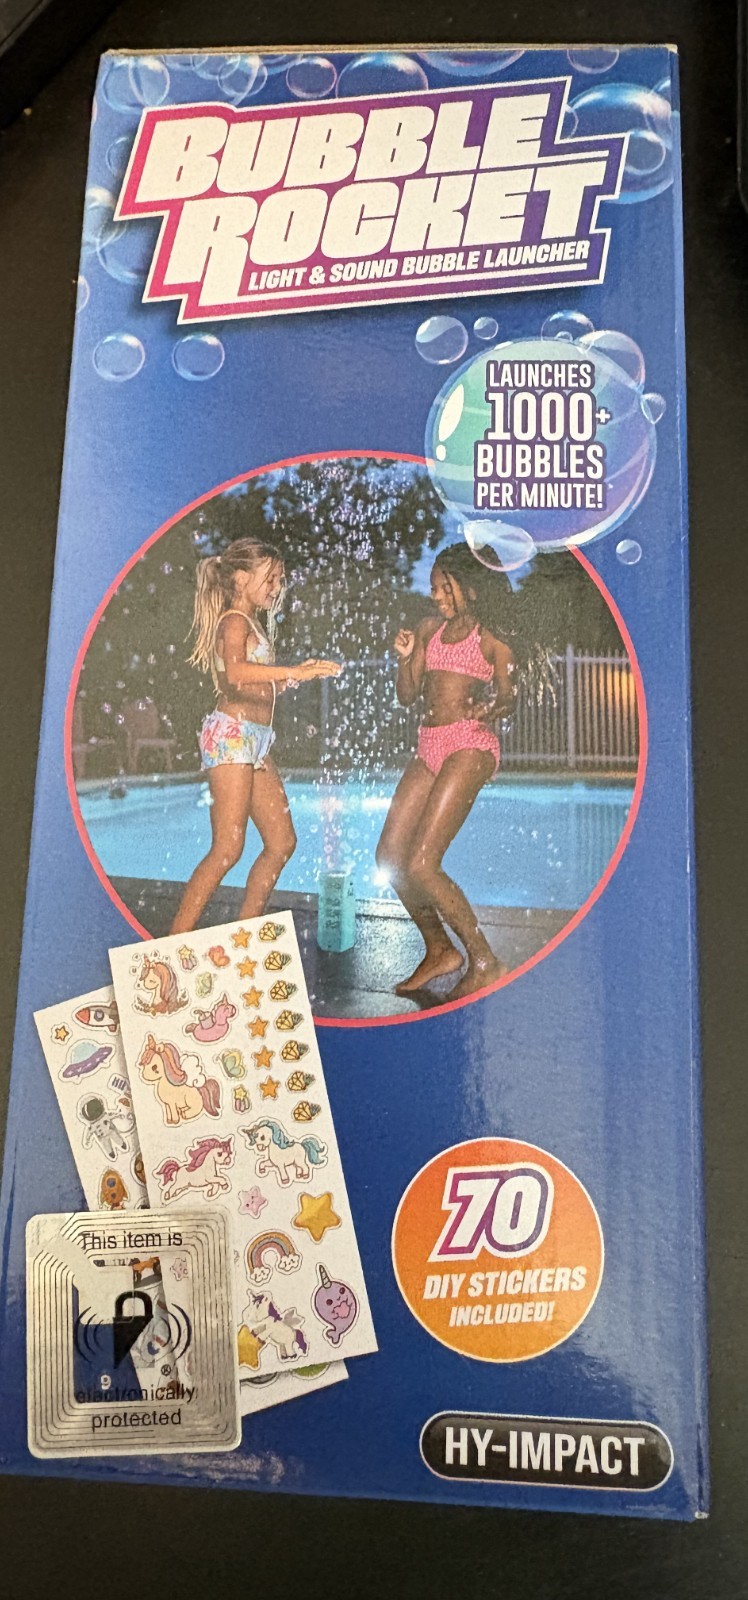 BUBBLE
ROCKET
LIGHT & SOUND BUBBLE LAUNCHER
LAUNCHES
1000+
BUBBLES
PER MINUTE!
70
DIY STICKERS
INCLUDED!
This item is
9
®
electronically
protected
HY-IMPACT